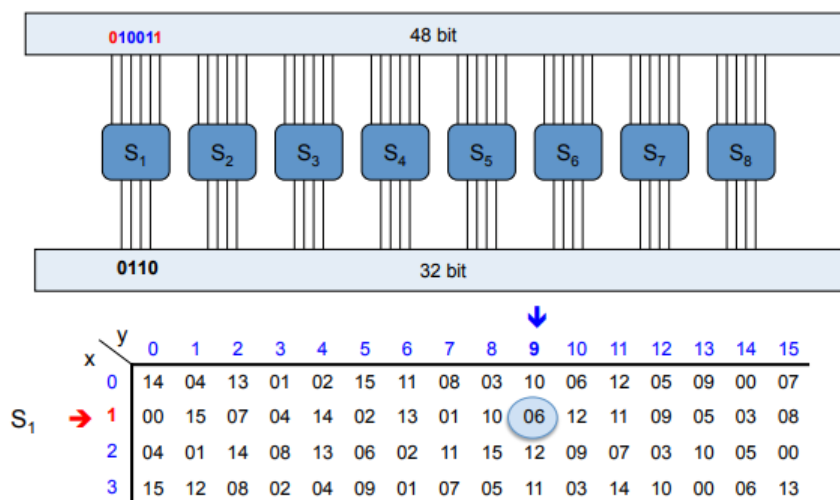 010011 48 bit
S1 S2 S3 S4 S5 S6 S7 S8
0110 32 bit
➔
y
x 0 1 2 3 4 5 6 7 8 9 10 11 12 13 14 15
0 14 04 13 01 02 15 11 08 03 10 06 12 05 09 00 07
S1 ➔ 1 00 15 07 04 14 02 13 01 10 06 12 11 09 05 03 08
2 04 01 14 08 13 06 02 11 15 12 09 07 03 10 05 00
3 15 12 08 02 04 09 01 07 05 11 03 14 10 00 06 13